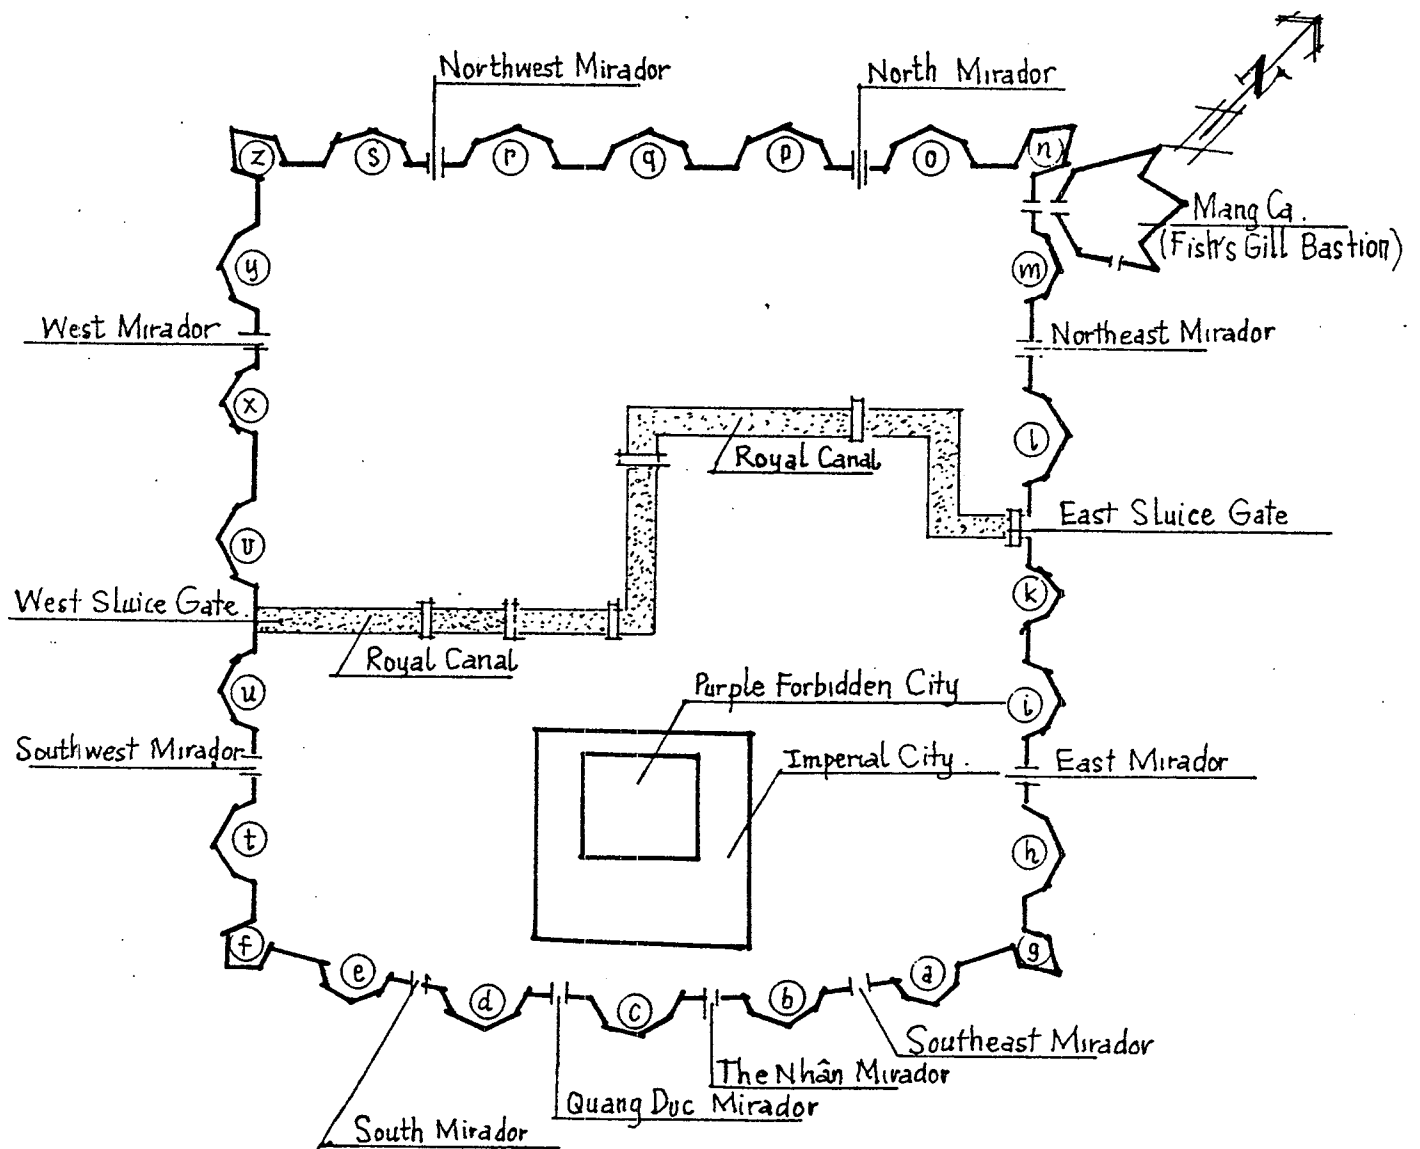 Northwest Mirador
North Mirador
N
z
s
r
q
p
o
n
Mang Ca.
(Fish's Gill Bastion)
y
m
West Mirador
Northeast Mirador
x
l
Royal Canal
v
East Sluice Gate
k
West Sluice Gate
Royal Canal
u
Purple Forbidden City
i
Southwest Mirador
Imperial City.
East Mirador
t
h
f
g
e
a
d
c
b
Southeast Mirador
The Nhân Mirador
Quang Duc Mirador
South Mirador